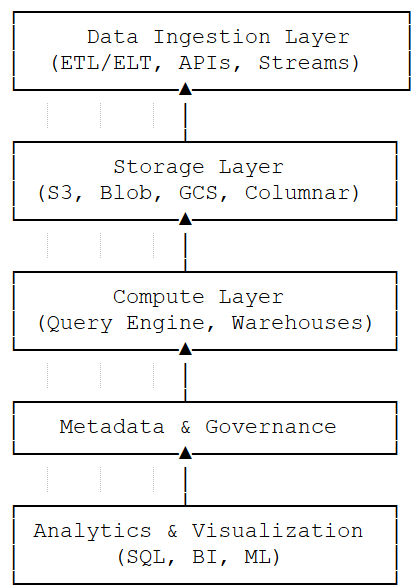 Data Ingestion Layer
(ETL/ELT, APIs, Streams)
Storage Layer
(S3, Blob, GCS, Columnar)
Compute Layer
(Query Engine, Warehouses)
Metadata & Governance
Analytics & Visualization
(SQL, BI, ML)